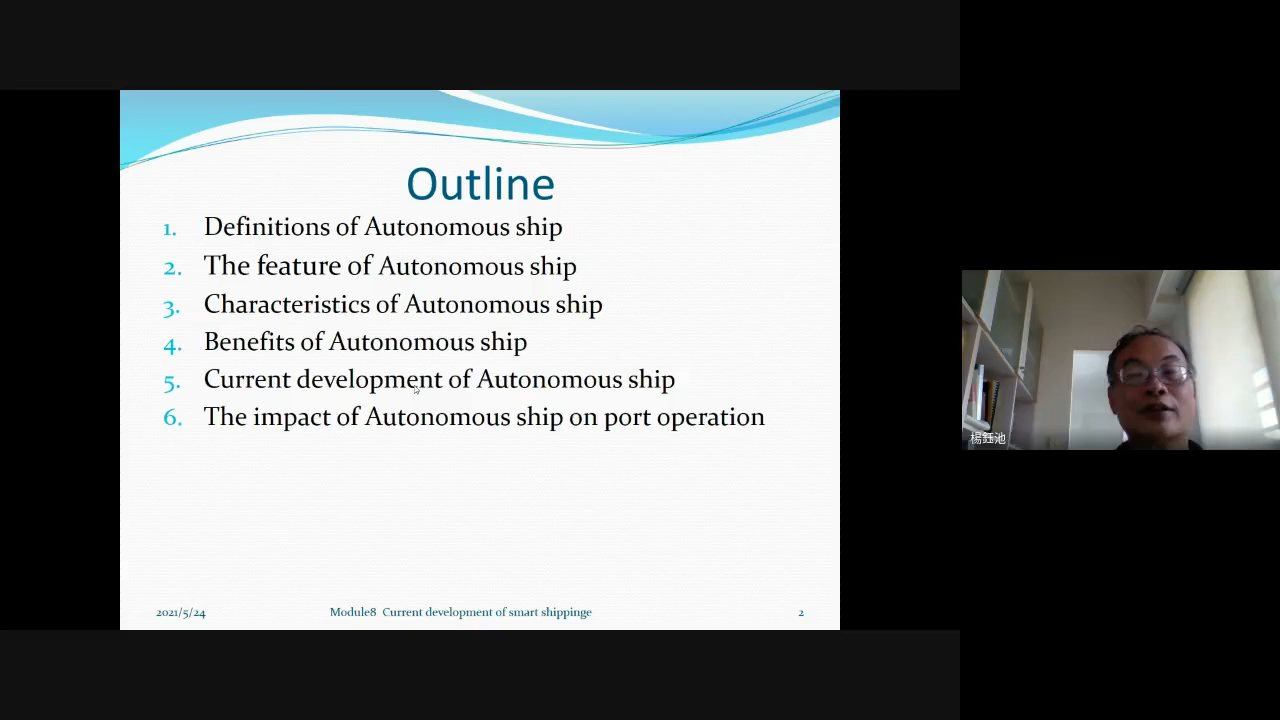 Outline
1. Definitions of Autonomous ship
2. The feature of Autonomous ship
3. Characteristics of Autonomous ship
4. Benefits of Autonomous ship
5. Current development of Autonomous ship
6. The impact of Autonomous ship on port operation
2021/5/24 Module8 Current development of smart shippinge 2
楊鈺池